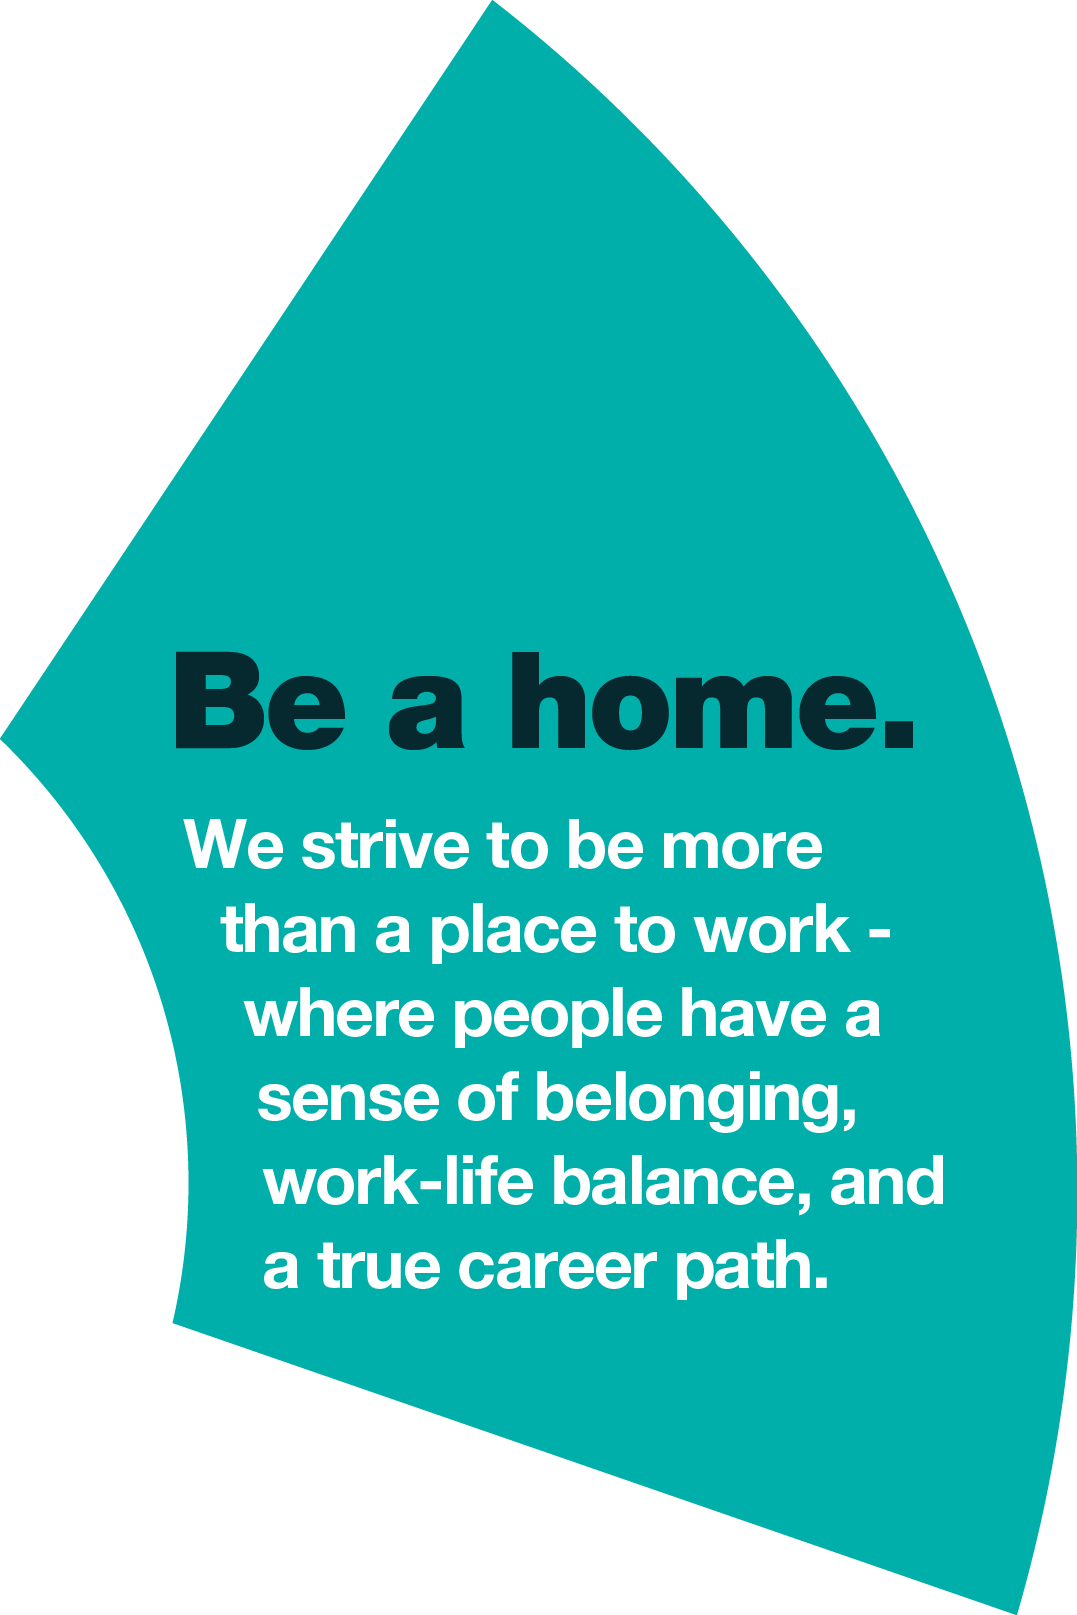 Be a home.
We strive to be more
than a place to work -
where people have a
sense of belonging,
work-life balance, and
a true career path.